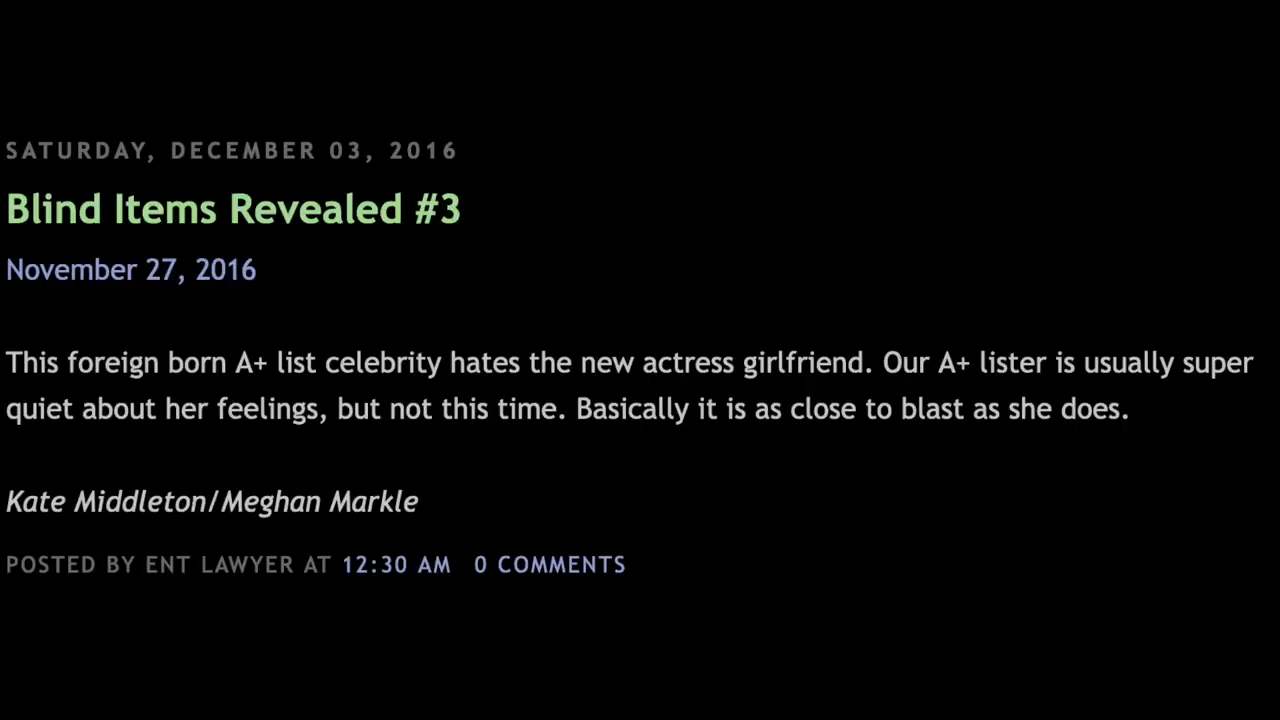 SATURDAY, DECEMBER 03, 2016
Blind Items Revealed #3
November 27, 2016
This foreign born A+ list celebrity hates the new actress girlfriend. Our A+ lister is usually super
quiet about her feelings, but not this time. Basically it is as close to blast as she does.
Kate Middleton/Meghan Markle
POSTED BY ENT LAWYER AT 12:30 AM 0 COMMENTS